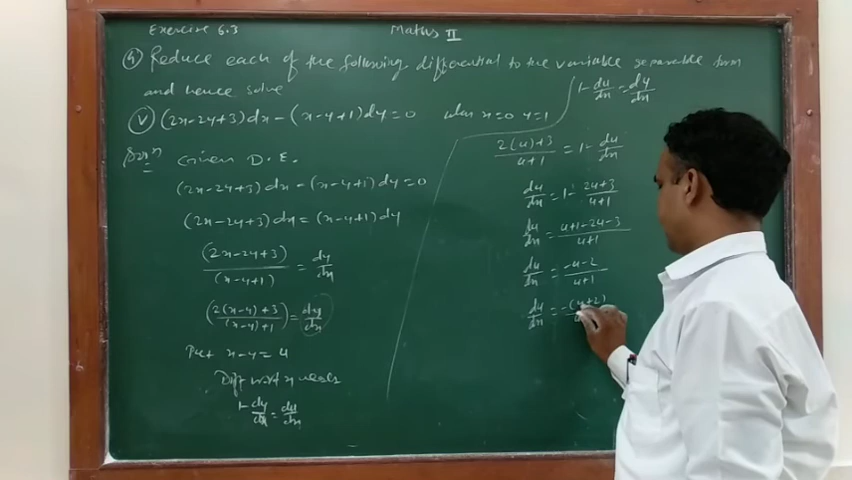 Exercise 6.3
Maths II
(4) Reduce each of the following differential to the variable separable form
and hence solve
(V) (2x-2y+3)dx-(x-y+1)dy=0 when x=0 y=1
Solⁿ Given D.E.
(2x-2y+3)dx-(x-y+1)dy=0
(2x-2y+3)dx=(x-y+1)dy
(2x-2y+3)/(x-y+1) = dy/dx
(2(x-y)+3)/((x-y)+1) = dy/dx
Put x-y=u
Diff w.r.t x
1-dy/dx=du/dx
1-du/dx=dy/dx
2(u)+3/u+1 = 1-du/dx
du/dx = 1-2u+3/u+1
du/dx = u+1-2u-3/u+1
du/dx = -u-2/u+1
du/dx = -(u+2)